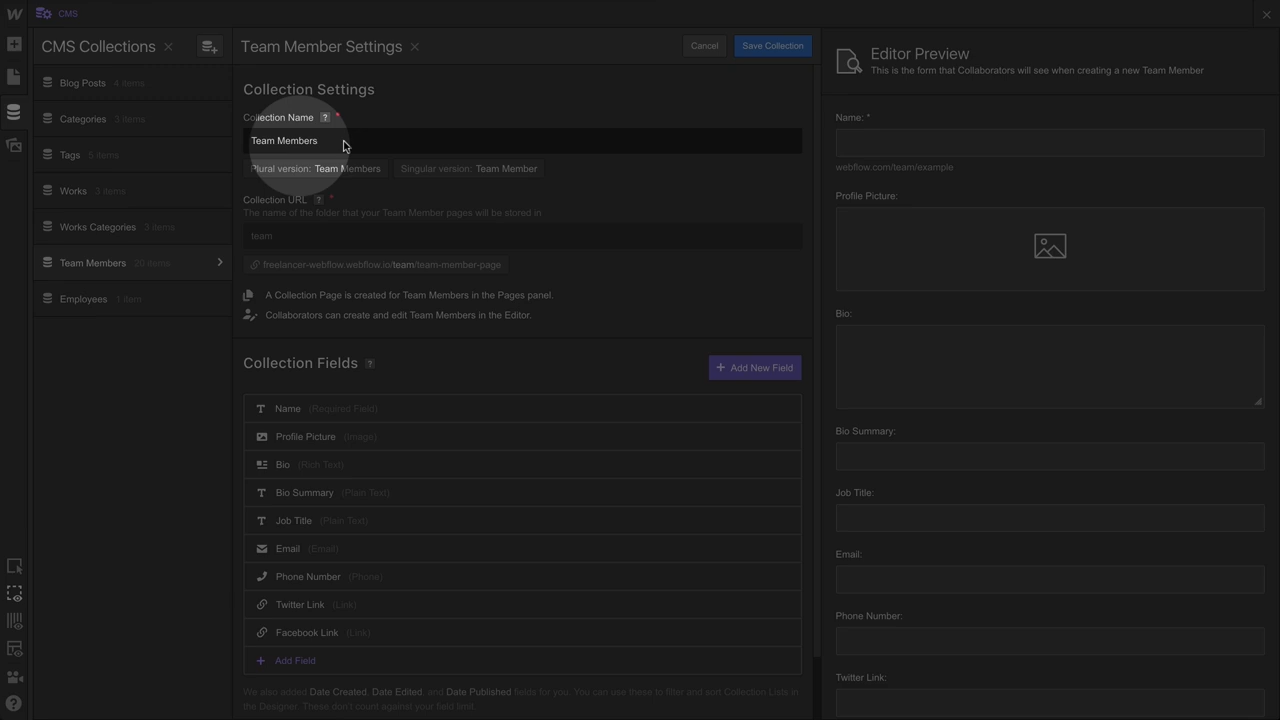 CMS
CMS Collections
Blog Posts 4 items
Categories 3 items
Tags 5 items
Works 3 items
Works Categories 3 items
Team Members 20 items
Employees 1 item
Team Member Settings
Cancel
Save Collection
Collection Settings
Collection Name ? *
Team Members
Plural version: Team Members
Singular version: Team Member
Collection URL ? *
The name of the folder that your Team Member pages will be stored in
team
freelancer-webflow.webflow.io/team/team-member-page
A Collection Page is created for Team Members in the Pages panel.
Collaborators can create and edit Team Members in the Editor.
Collection Fields ?
+ Add New Field
Name (Required Field)
Profile Picture (Image)
Bio (Rich Text)
Bio Summary (Plain Text)
Job Title (Plain Text)
Email (Email)
Phone Number (Phone)
Twitter Link (Link)
Facebook Link (Link)
+ Add Field
We also added Date Created, Date Edited, and Date Published fields for you. You can use these to filter and sort Collection Lists in
the Designer. These don't count against your field limit.
Editor Preview
This is the form that Collaborators will see when creating a new Team Member
Name: *
webflow.com/team/example
Profile Picture:
Bio:
Bio Summary:
Job Title:
Email:
Phone Number:
Twitter Link: